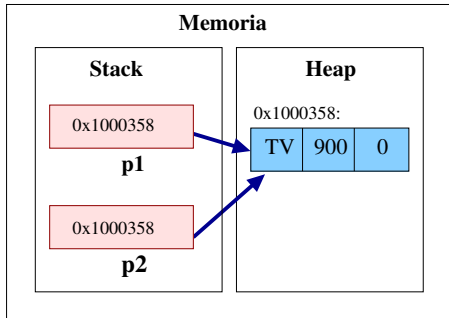 Memoria
Stack
0x1000358
p1
0x1000358
p2
Heap
0x1000358:
TV 900 0